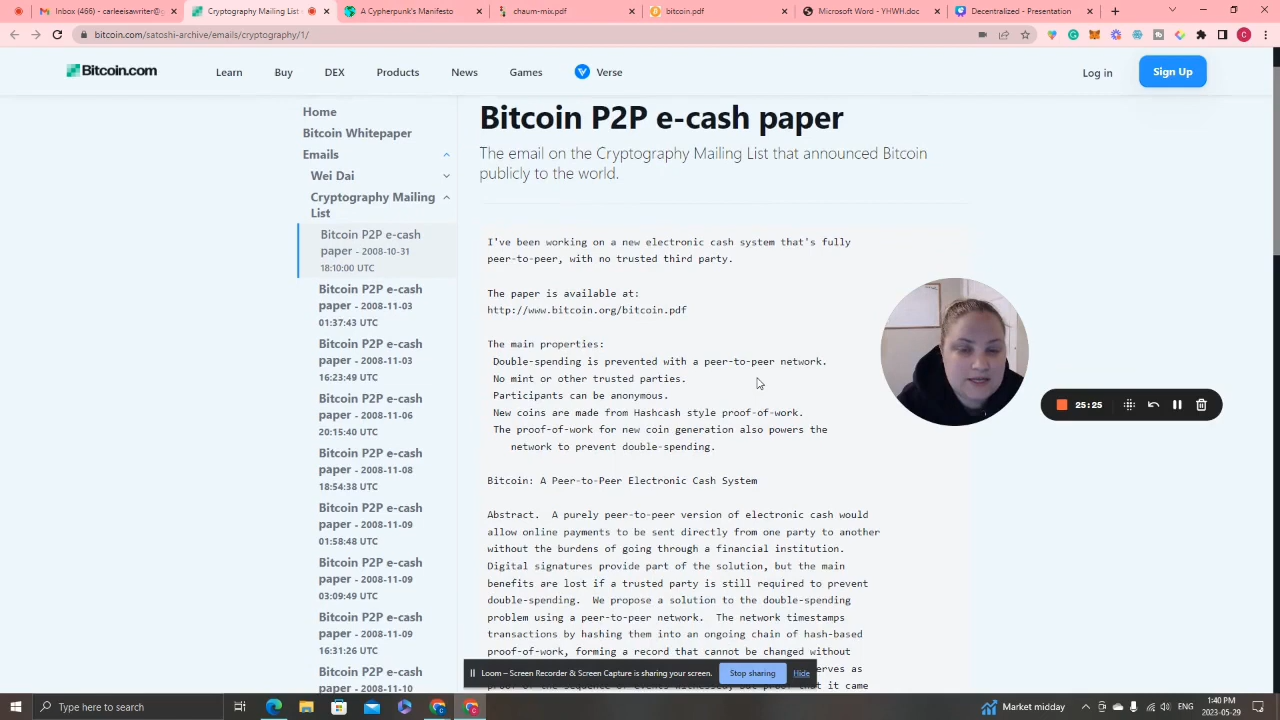 Inbox (466) - carleeisawriter@g
Cryptography Mailing List
A Cypherpunk's Manifesto
chaum-mix.pdf
bitcoin.pdf
Microsoft Word - YHWH.doc
Decentralized - Presentation
bitcoin.com/satoshi-archive/emails/cryptography/1/
Bitcoin.com
Learn
Buy
DEX
Products
News
Games
Verse
Log in
Sign Up
Home
Bitcoin Whitepaper
Emails
Wei Dai
Cryptography Mailing
List
Bitcoin P2P e-cash
paper - 2008-10-31
18:10:00 UTC
Bitcoin P2P e-cash
paper - 2008-11-03
01:37:43 UTC
Bitcoin P2P e-cash
paper - 2008-11-03
16:23:49 UTC
Bitcoin P2P e-cash
paper - 2008-11-06
20:15:40 UTC
Bitcoin P2P e-cash
paper - 2008-11-08
18:54:38 UTC
Bitcoin P2P e-cash
paper - 2008-11-09
01:58:48 UTC
Bitcoin P2P e-cash
paper - 2008-11-09
03:09:49 UTC
Bitcoin P2P e-cash
paper - 2008-11-09
16:31:26 UTC
Bitcoin P2P e-cash
paper - 2008-11-10
Bitcoin P2P e-cash paper
The email on the Cryptography Mailing List that announced Bitcoin
publicly to the world.
I've been working on a new electronic cash system that's fully
peer-to-peer, with no trusted third party.
The paper is available at:
http://www.bitcoin.org/bitcoin.pdf
The main properties:
Double-spending is prevented with a peer-to-peer network.
No mint or other trusted parties.
Participants can be anonymous.
New coins are made from Hashcash style proof-of-work.
The proof-of-work for new coin generation also powers the
network to prevent double-spending.
Bitcoin: A Peer-to-Peer Electronic Cash System
Abstract. A purely peer-to-peer version of electronic cash would
allow online payments to be sent directly from one party to another
without the burdens of going through a financial institution.
Digital signatures provide part of the solution, but the main
benefits are lost if a trusted party is still required to prevent
double-spending. We propose a solution to the double-spending
problem using a peer-to-peer network. The network timestamps
transactions by hashing them into an ongoing chain of hash-based
proof-of-work, forming a record that cannot be changed without
erves as
it came
25:25
Loom – Screen Recorder & Screen Capture is sharing your screen.
Stop sharing
Hide
Type here to search
Market midday
ENG
1:40 PM
2023-05-29